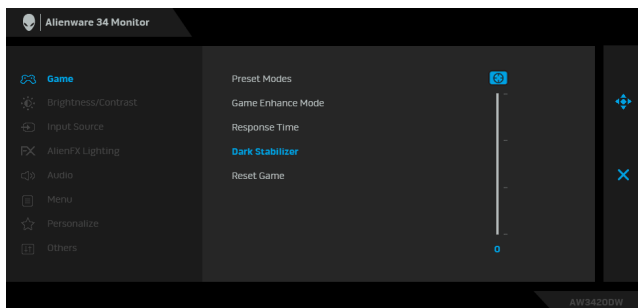 Alienware 34 Monitor
Game
Brightness/Contrast
Input Source
AlienFX Lighting
Audio
Menu
Personalize
Others
Preset Modes
Game Enhance Mode
Response Time
Dark Stabilizer
Reset Game
0
AW3420DW